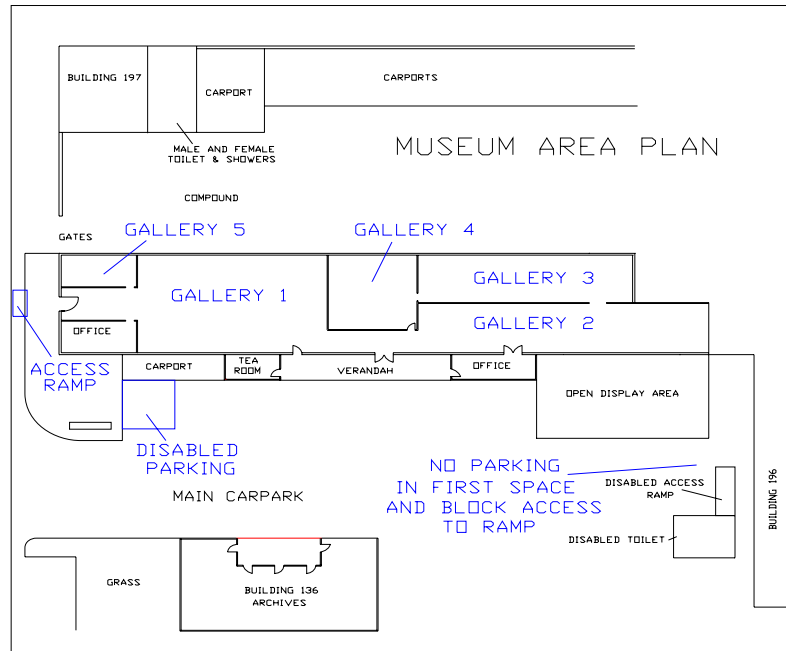 BUILDING 197
CARPORT
CARPORTS
MALE AND FEMALE
TOILET & SHOWERS
MUSEUM AREA PLAN
COMPOUND
GATES
GALLERY 5
GALLERY 4
GALLERY 3
GALLERY 1
GALLERY 2
OFFICE
ACCESS
RAMP
CARPORT
TEA
ROOM
VERANDAH
OFFICE
OPEN DISPLAY AREA
DISABLED
PARKING
MAIN CARPARK
NO PARKING
IN FIRST SPACE
AND BLOCK ACCESS
TO RAMP
DISABLED ACCESS
RAMP
DISABLED TOILET
BUILDING 196
GRASS
BUILDING 136
ARCHIVES